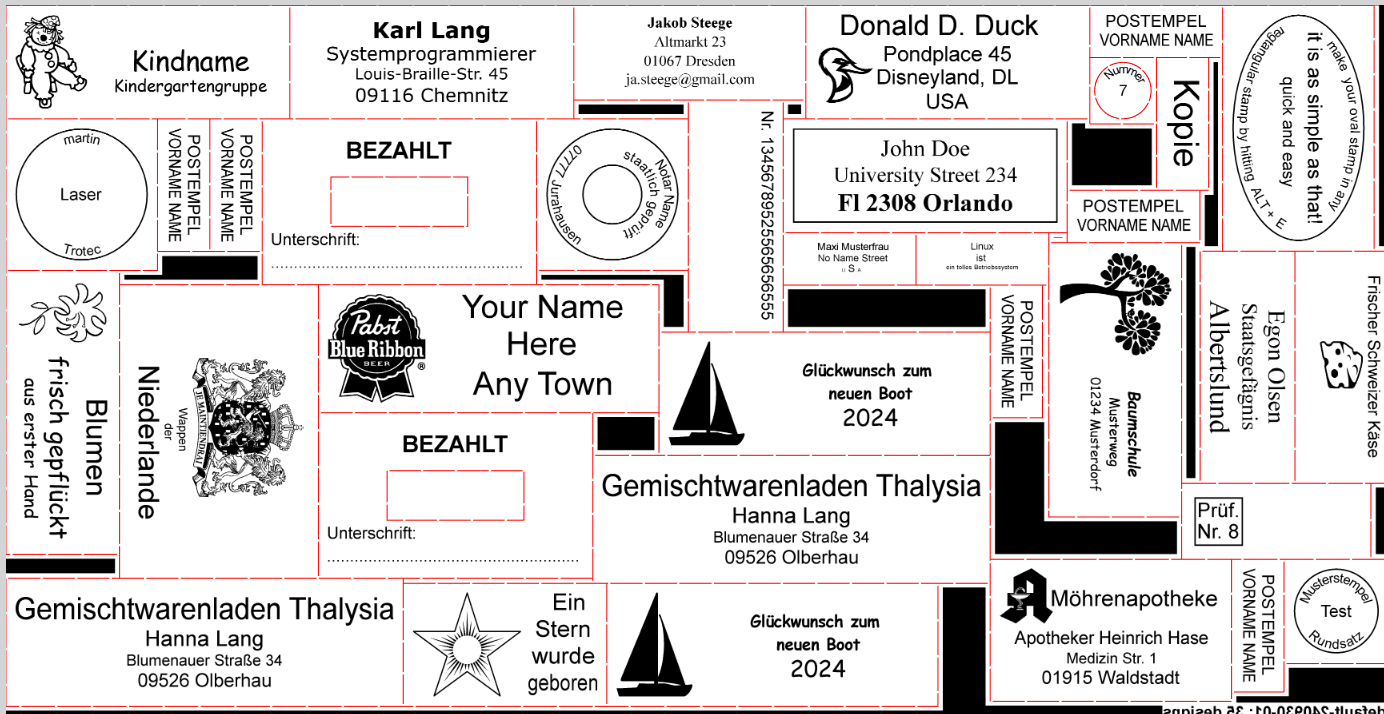 Kindname
Kindergartengruppe
Karl Lang
Systemprogrammierer
Louis-Braille-Str. 45
09116 Chemnitz
Jakob Steege
Altmarkt 23
01067 Dresden
ja.steege@gmail.com
Donald D. Duck
Pondplace 45
Disneyland, DL
USA
POSTEMPEL
VORNAME NAME
Nummer
7
Kopie
make your oval stamp in any
it is as simple as that!
quick and easy
regtangular stamp by hitting ALT + E
martin
Laser
Trotec
POSTEMPEL
VORNAME NAME
POSTEMPEL
VORNAME NAME
BEZAHLT
Unterschrift:
Notar Name
staatlich geprüft
07777 Jurahausen
John Doe
University Street 234
Fl 2308 Orlando
POSTEMPEL
VORNAME NAME
Maxi Musterfrau
No Name Street
U S A
Linux
ist
ein tolles Betriebssystem
Blumen
frisch gepflückt
aus erster Hand
Wappen
der
Niederlande
JE MAINTIENDRAI
Pabst
Blue Ribbon
BEER
®
Your Name
Here
Any Town
Glückwunsch zum
neuen Boot
2024
POSTEMPEL
VORNAME NAME
Baumschule
Musterweg
01234 Musterdorf
Egon Olsen
Staatsgefägnis
Albertslund
Frischer Schweizer Käse
BEZAHLT
Unterschrift:
Gemischtwarenladen Thalysia
Hanna Lang
Blumenauer Straße 34
09526 Olberhau
Prüf.
Nr. 8
Gemischtwarenladen Thalysia
Hanna Lang
Blumenauer Straße 34
09526 Olberhau
Ein
Stern
wurde
geboren
Glückwunsch zum
neuen Boot
2024
Möhrenapotheke
Apotheker Heinrich Hase
Medizin Str. 1
01915 Waldstadt
POSTEMPEL
VORNAME NAME
Musterstempel
Test
Rundsatz
default-240930-01: 35 designs